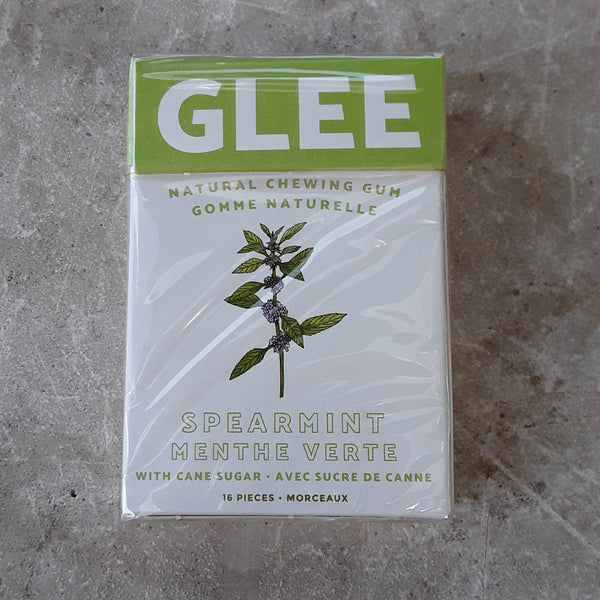 GLEE
NATURAL CHEWING GUM
GOMME NATURELLE
SPEARMINT
MENTHE VERTE
WITH CANE SUGAR · AVEC SUCRE DE CANNE
16 PIECES · MORCEAUX